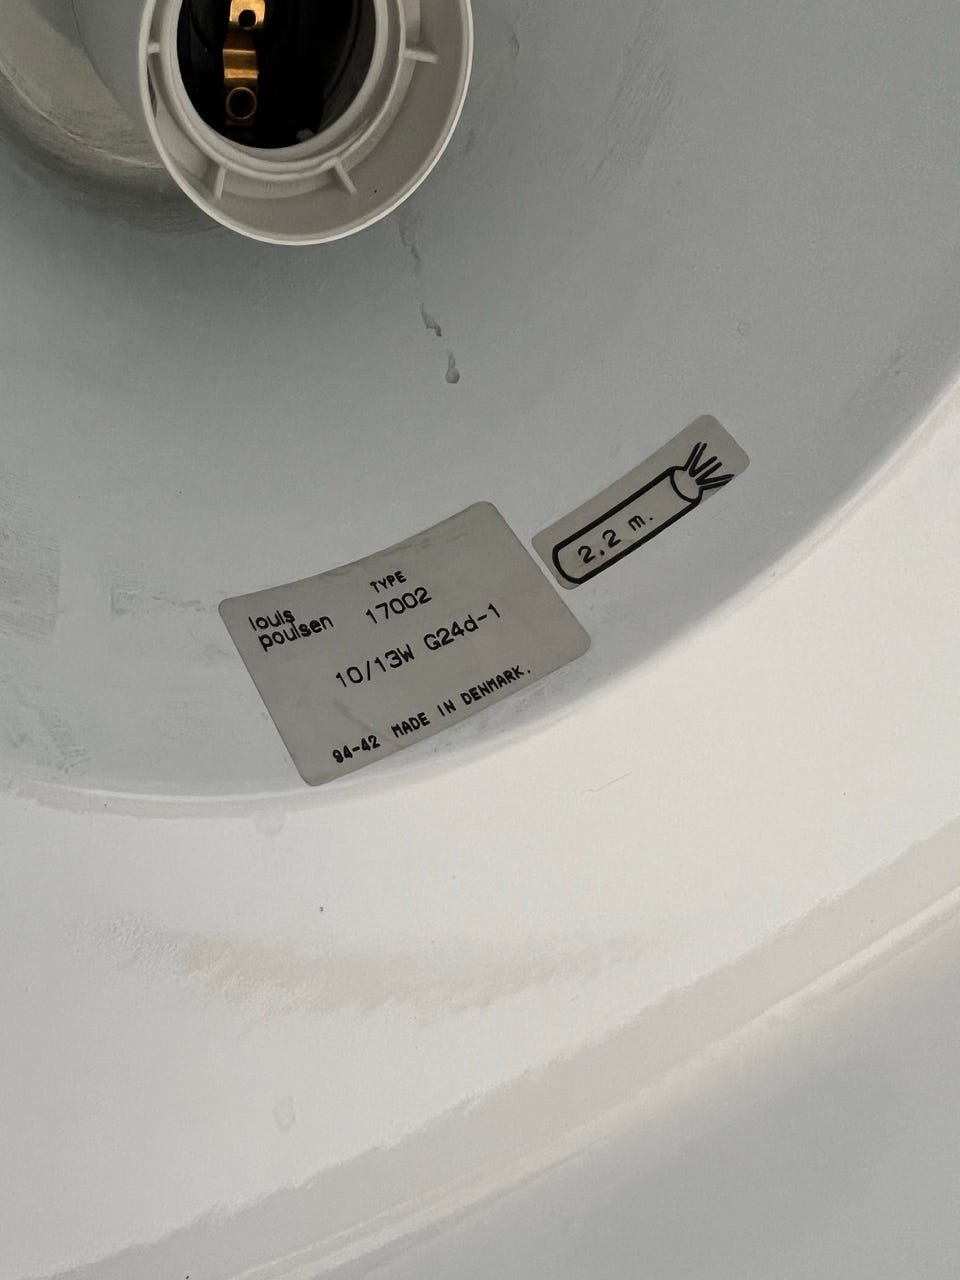 louis
poulsen
TYPE
17002
10/13W G24d-1
94-42 MADE IN DENMARK.
2,2 m.